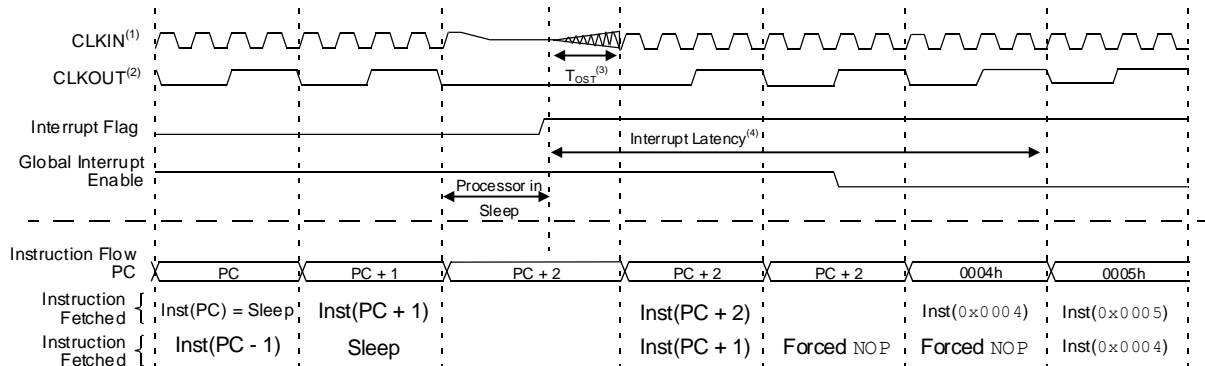 CLKIN(1)
CLKOUT(2)
TOST(3)
Interrupt Flag
Interrupt Latency(4)
Global Interrupt
Enable
Processor in
Sleep
Instruction Flow
PC PC PC + 1 PC + 2 PC + 2 PC + 2 0004h 0005h
Instruction
Fetched { Inst(PC) = Sleep Inst(PC + 1) Inst(PC + 2) Inst(0x0004) Inst(0x0005)
Instruction
Fetched { Inst(PC - 1) Sleep Inst(PC + 1) Forced NOP Forced NOP Inst(0x0004)